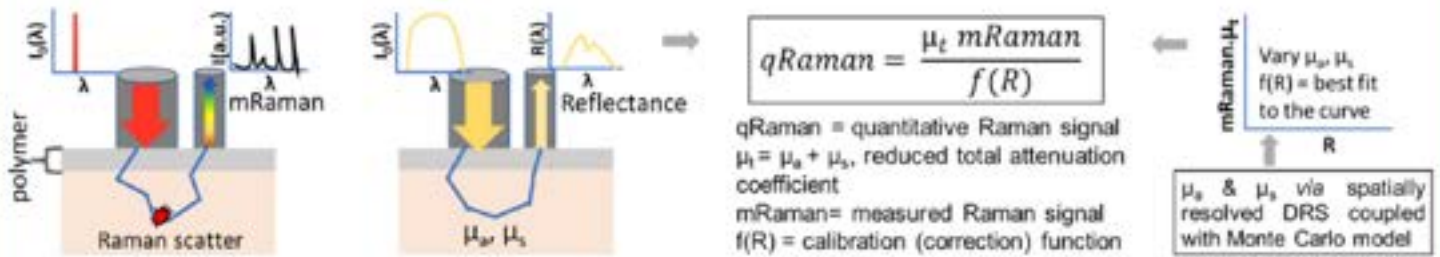 I₀(λ)
λ
I(a.u.)
λ
mRaman
polymer
Raman scatter
I₀(λ)
λ
R(λ)
λ
Reflectance
μₐ, μₛ
qRaman = μₜ mRaman / f(R)
qRaman = quantitative Raman signal
μₜ = μₐ + μₛ, reduced total attenuation
coefficient
mRaman= measured Raman signal
f(R) = calibration (correction) function
mRaman.μₜ
Vary μₐ, μₛ
f(R) = best fit
to the curve
R
μₐ & μₛ via spatially
resolved DRS coupled
with Monte Carlo model